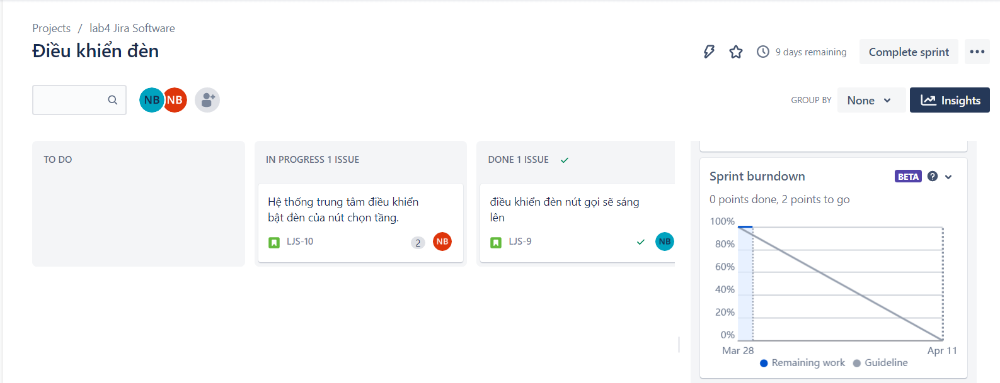 Projects / lab4 Jira Software
Điều khiển đèn
9 days remaining
Complete sprint
NB
NB
GROUP BY
None
Insights
TO DO
IN PROGRESS 1 ISSUE
Hệ thống trung tâm điều khiển
bật đèn của nút chọn tầng.
LJS-10
2
NB
DONE 1 ISSUE
điều khiển đèn nút gọi sẽ sáng
lên
LJS-9
NB
Sprint burndown
BETA
?
0 points done, 2 points to go
100%
80%
60%
40%
20%
0%
Mar 28
Apr 11
Remaining work
Guideline